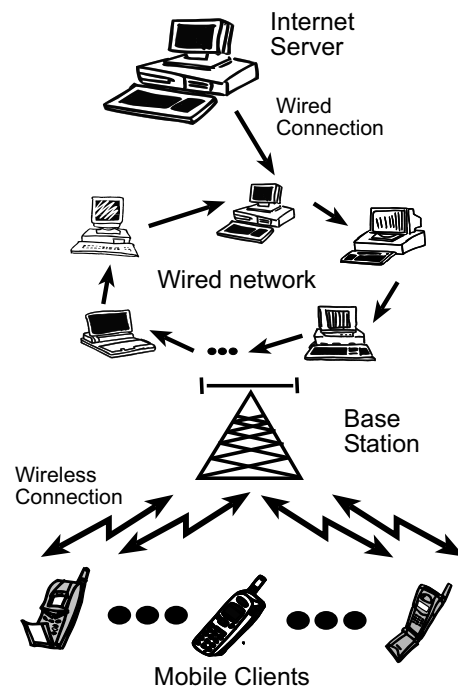 Internet
Server
Wired
Connection
Wired network
Base
Station
Wireless
Connection
Mobile Clients